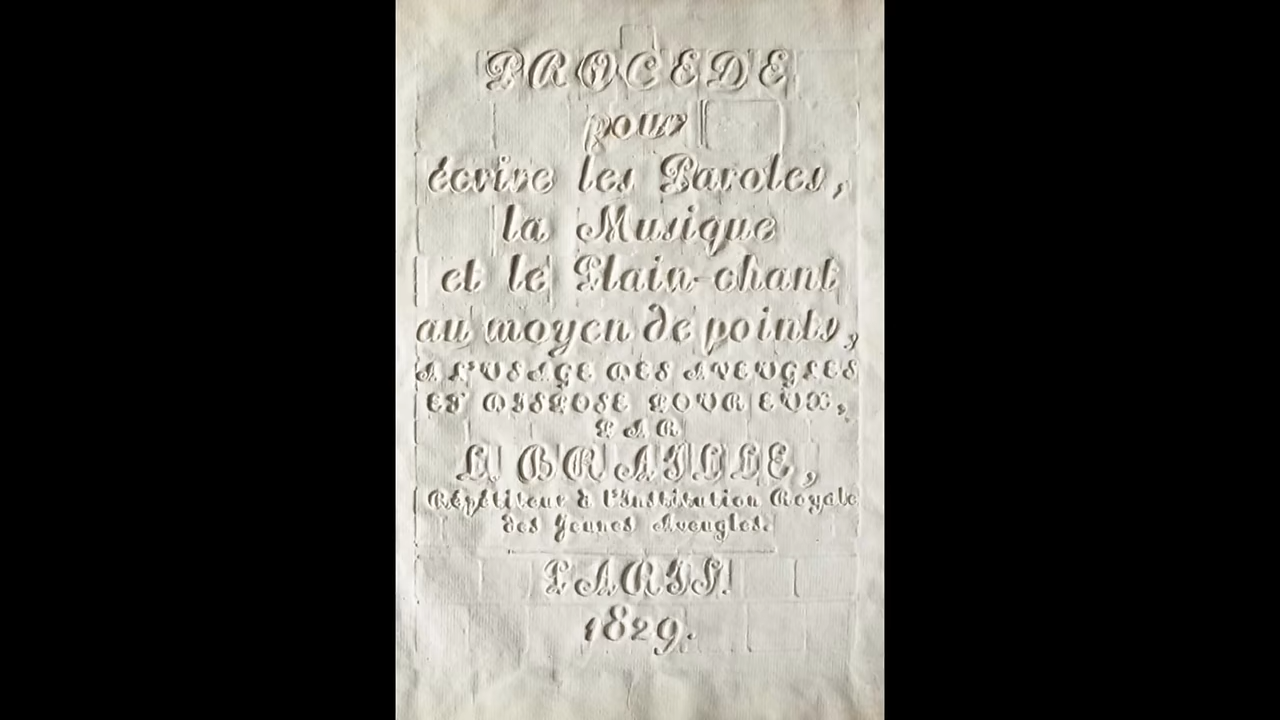 PROCEDE
pour
écrire les Paroles,
la Musique
et le Plain-chant
au moyen de points,
A L'USAGE DES AVEUGLES
ET DISPOSE POUR EUX,
PAR
L. BRAILLE,
Répétiteur à l'Institution Royale
des Jeunes Aveugles.
PARIS.
1829.